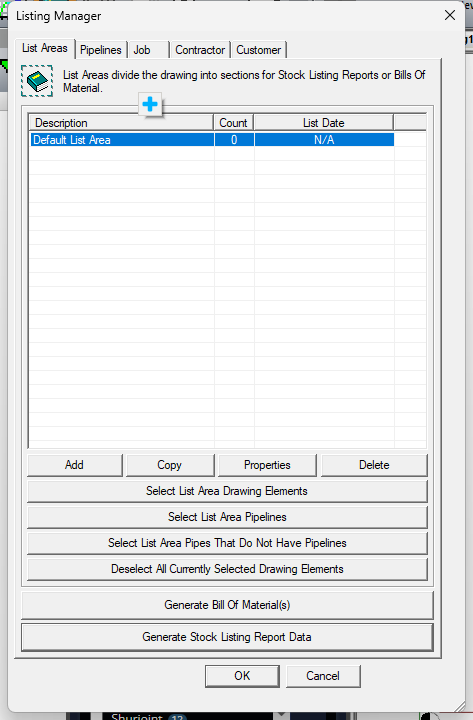 Listing Manager
List Areas Pipelines Job Contractor Customer
List Areas divide the drawing into sections for Stock Listing Reports or Bills Of
Material.
Description Count List Date
Default List Area 0 N/A
Add Copy Properties Delete
Select List Area Drawing Elements
Select List Area Pipelines
Select List Area Pipes That Do Not Have Pipelines
Deselect All Currently Selected Drawing Elements
Generate Bill Of Material(s)
Generate Stock Listing Report Data
OK Cancel
Shurjoint 12